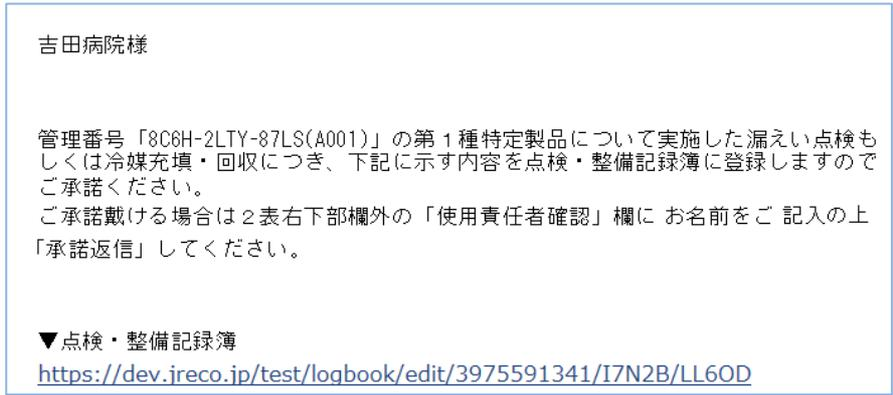 吉田病院様
管理番号「8C6H-2LTY-87LS(A001)」の第１種特定製品について実施した漏えい点検も
しくは冷媒充填・回収につき、下記に示す内容を点検・整備記録簿に登録しますので
ご承諾ください。
ご承諾戴ける場合は２表右下部欄外の「使用責任者確認」欄に お名前をご 記入の上
「承諾返信」してください。
▼点検・整備記録簿
https://dev.jreco.jp/test/logbook/edit/3975591341/I7N2B/LL6OD